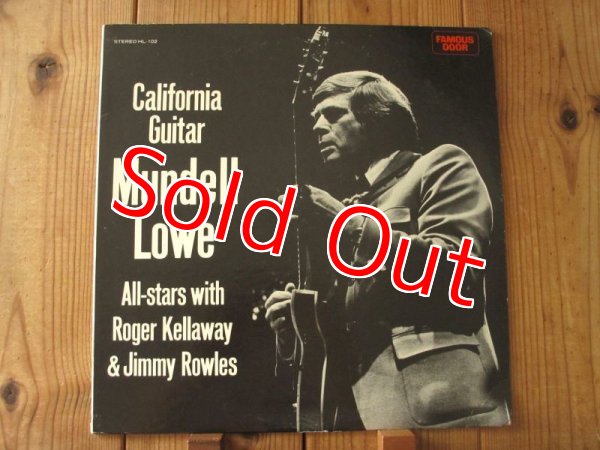 STEREO HL-102
FAMOUS
DOOR
California
Guitar
Mundell
Lowe
All-stars with
Roger Kellaway
& Jimmy Rowles
Sold Out